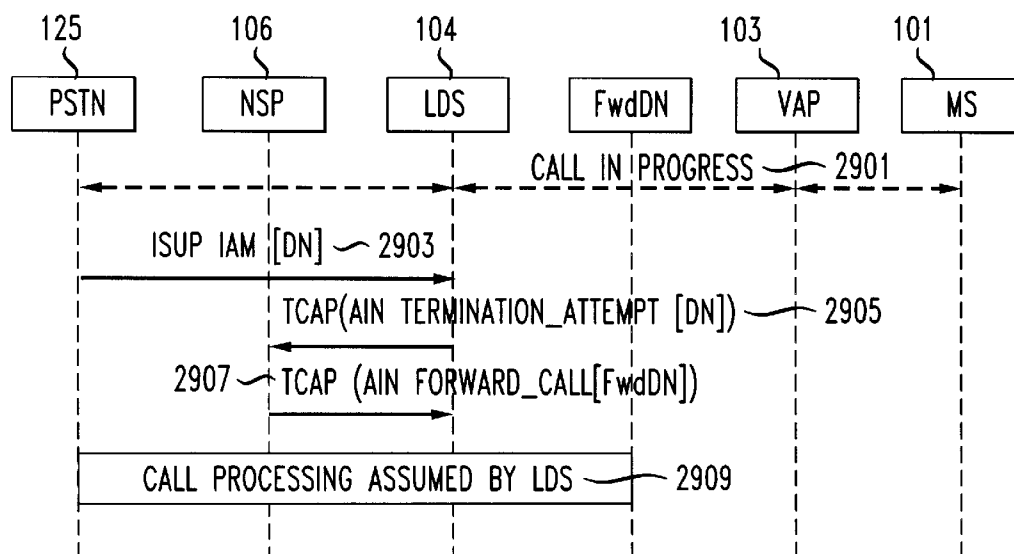 125 106 104 103 101
PSTN NSP LDS FwdDN VAP MS
CALL IN PROGRESS 2901
ISUP IAM [DN] 2903
TCAP(AIN TERMINATION_ATTEMPT [DN]) 2905
2907 TCAP (AIN FORWARD_CALL[FwdDN])
CALL PROCESSING ASSUMED BY LDS 2909